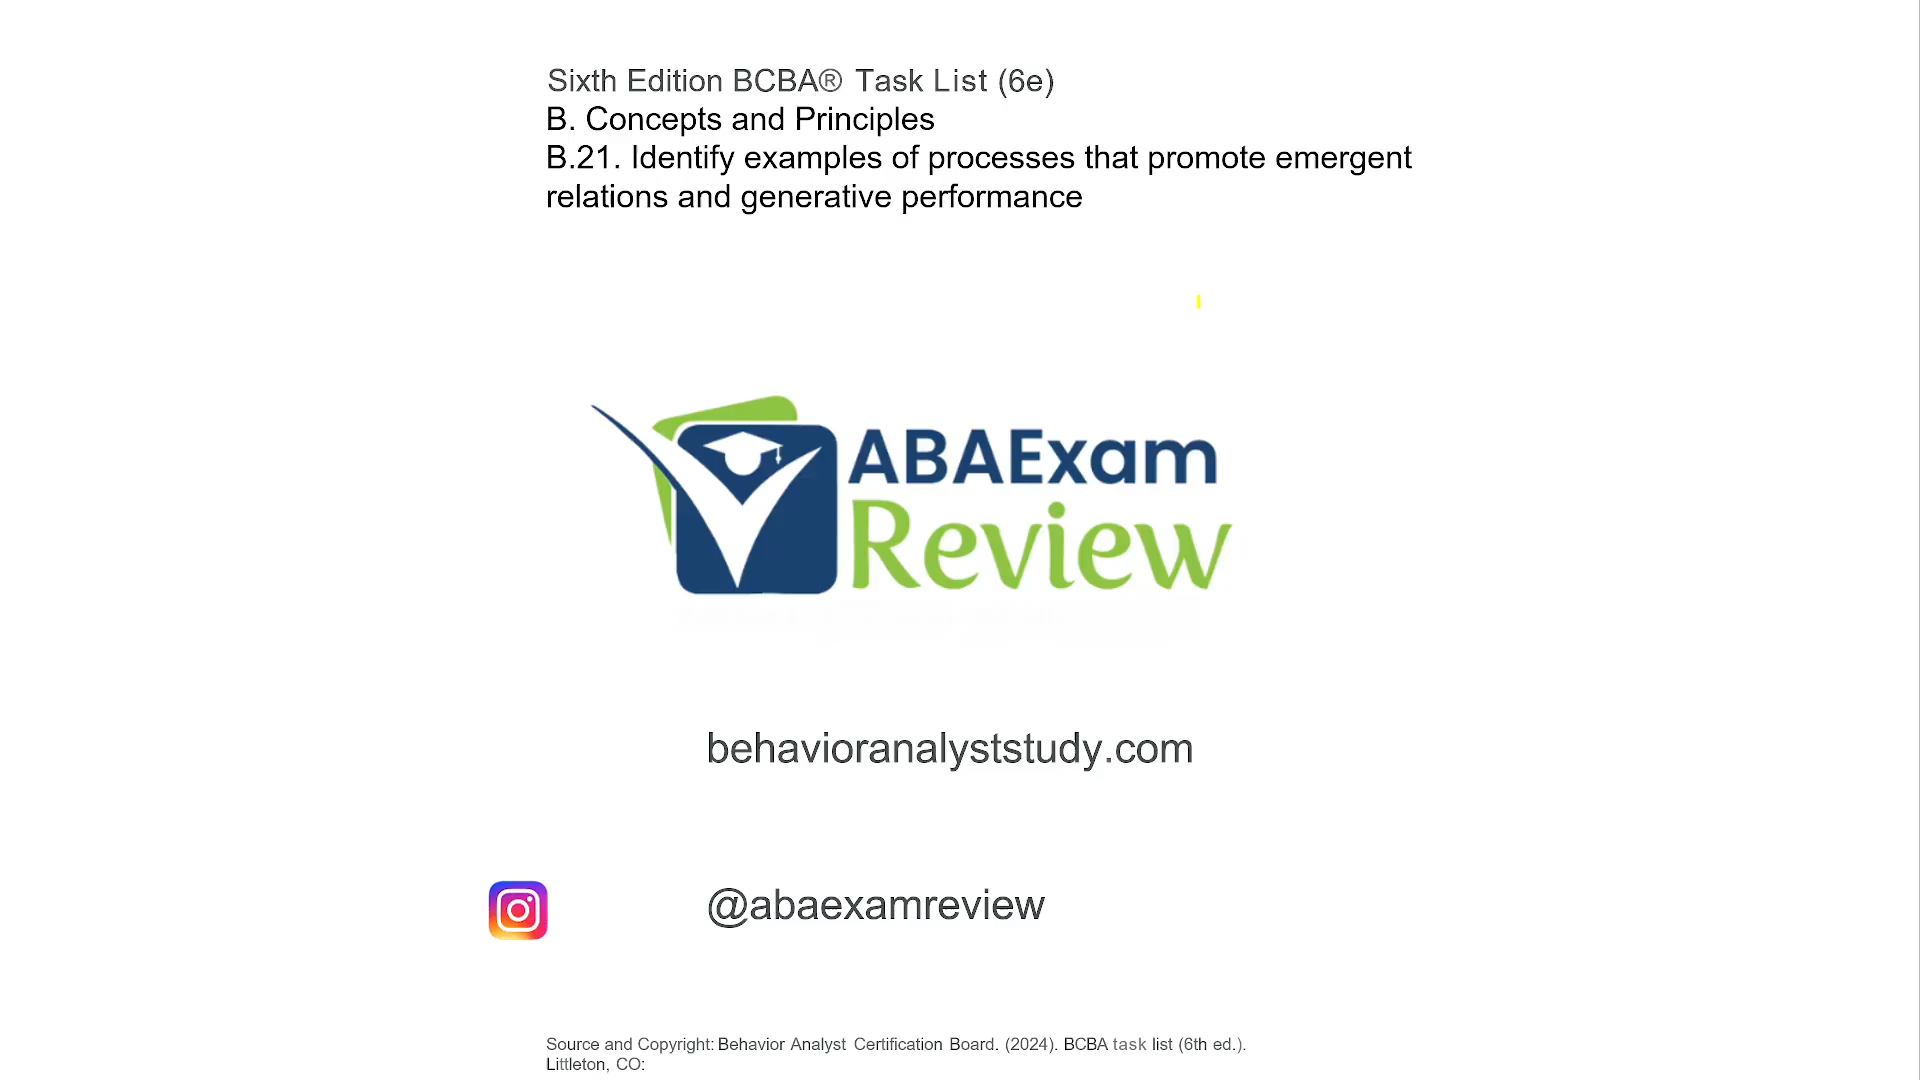 Sixth Edition BCBA® Task List (6e)
B. Concepts and Principles
B.21. Identify examples of processes that promote emergent
relations and generative performance
ABAExam
Review
behavioranalyststudy.com
@abaexamreview
Source and Copyright: Behavior Analyst Certification Board. (2024). BCBA task list (6th ed.).
Littleton, CO: